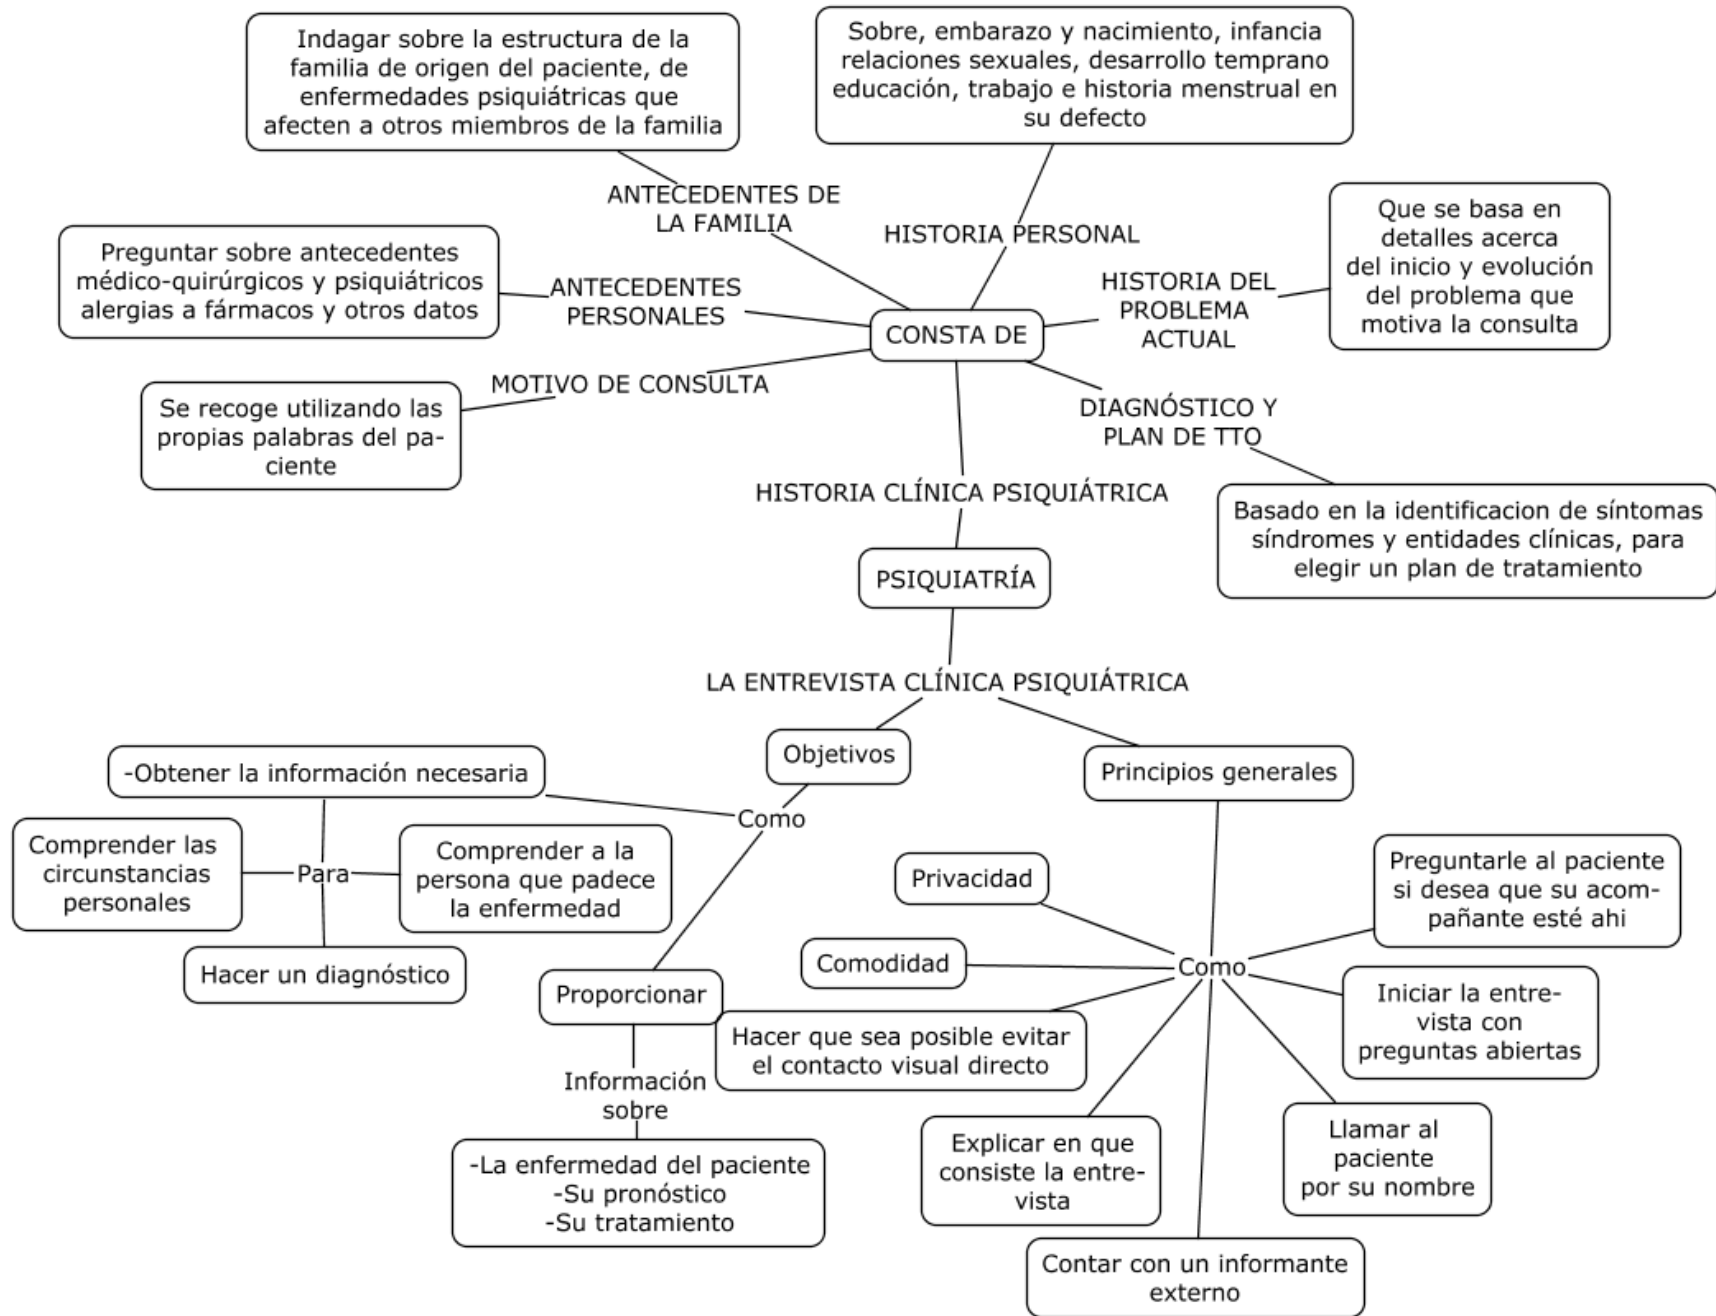 Indagar sobre la estructura de la
familia de origen del paciente, de
enfermedades psiquiátricas que
afecten a otros miembros de la familia
Sobre, embarazo y nacimiento, infancia
relaciones sexuales, desarrollo temprano
educación, trabajo e historia menstrual en
su defecto
ANTECEDENTES DE
LA FAMILIA
HISTORIA PERSONAL
Que se basa en
detalles acerca
del inicio y evolución
del problema que
motiva la consulta
Preguntar sobre antecedentes
médico-quirúrgicos y psiquiátricos
alergias a fármacos y otros datos
ANTECEDENTES
PERSONALES
HISTORIA DEL
PROBLEMA
ACTUAL
CONSTA DE
MOTIVO DE CONSULTA
Se recoge utilizando las
propias palabras del pa-
ciente
DIAGNÓSTICO Y
PLAN DE TTO
HISTORIA CLÍNICA PSIQUIÁTRICA
Basado en la identificacion de síntomas
síndromes y entidades clínicas, para
elegir un plan de tratamiento
PSIQUIATRÍA
LA ENTREVISTA CLÍNICA PSIQUIÁTRICA
Objetivos
Principios generales
-Obtener la información necesaria
Como
Comprender las
circunstancias
personales
Para
Comprender a la
persona que padece
la enfermedad
Hacer un diagnóstico
Proporcionar
Información
sobre
-La enfermedad del paciente
-Su pronóstico
-Su tratamiento
Privacidad
Comodidad
Como
Preguntarle al paciente
si desea que su acom-
pañante esté ahi
Iniciar la entre-
vista con
preguntas abiertas
Hacer que sea posible evitar
el contacto visual directo
Explicar en que
consiste la entre-
vista
Llamar al
paciente
por su nombre
Contar con un informante
externo